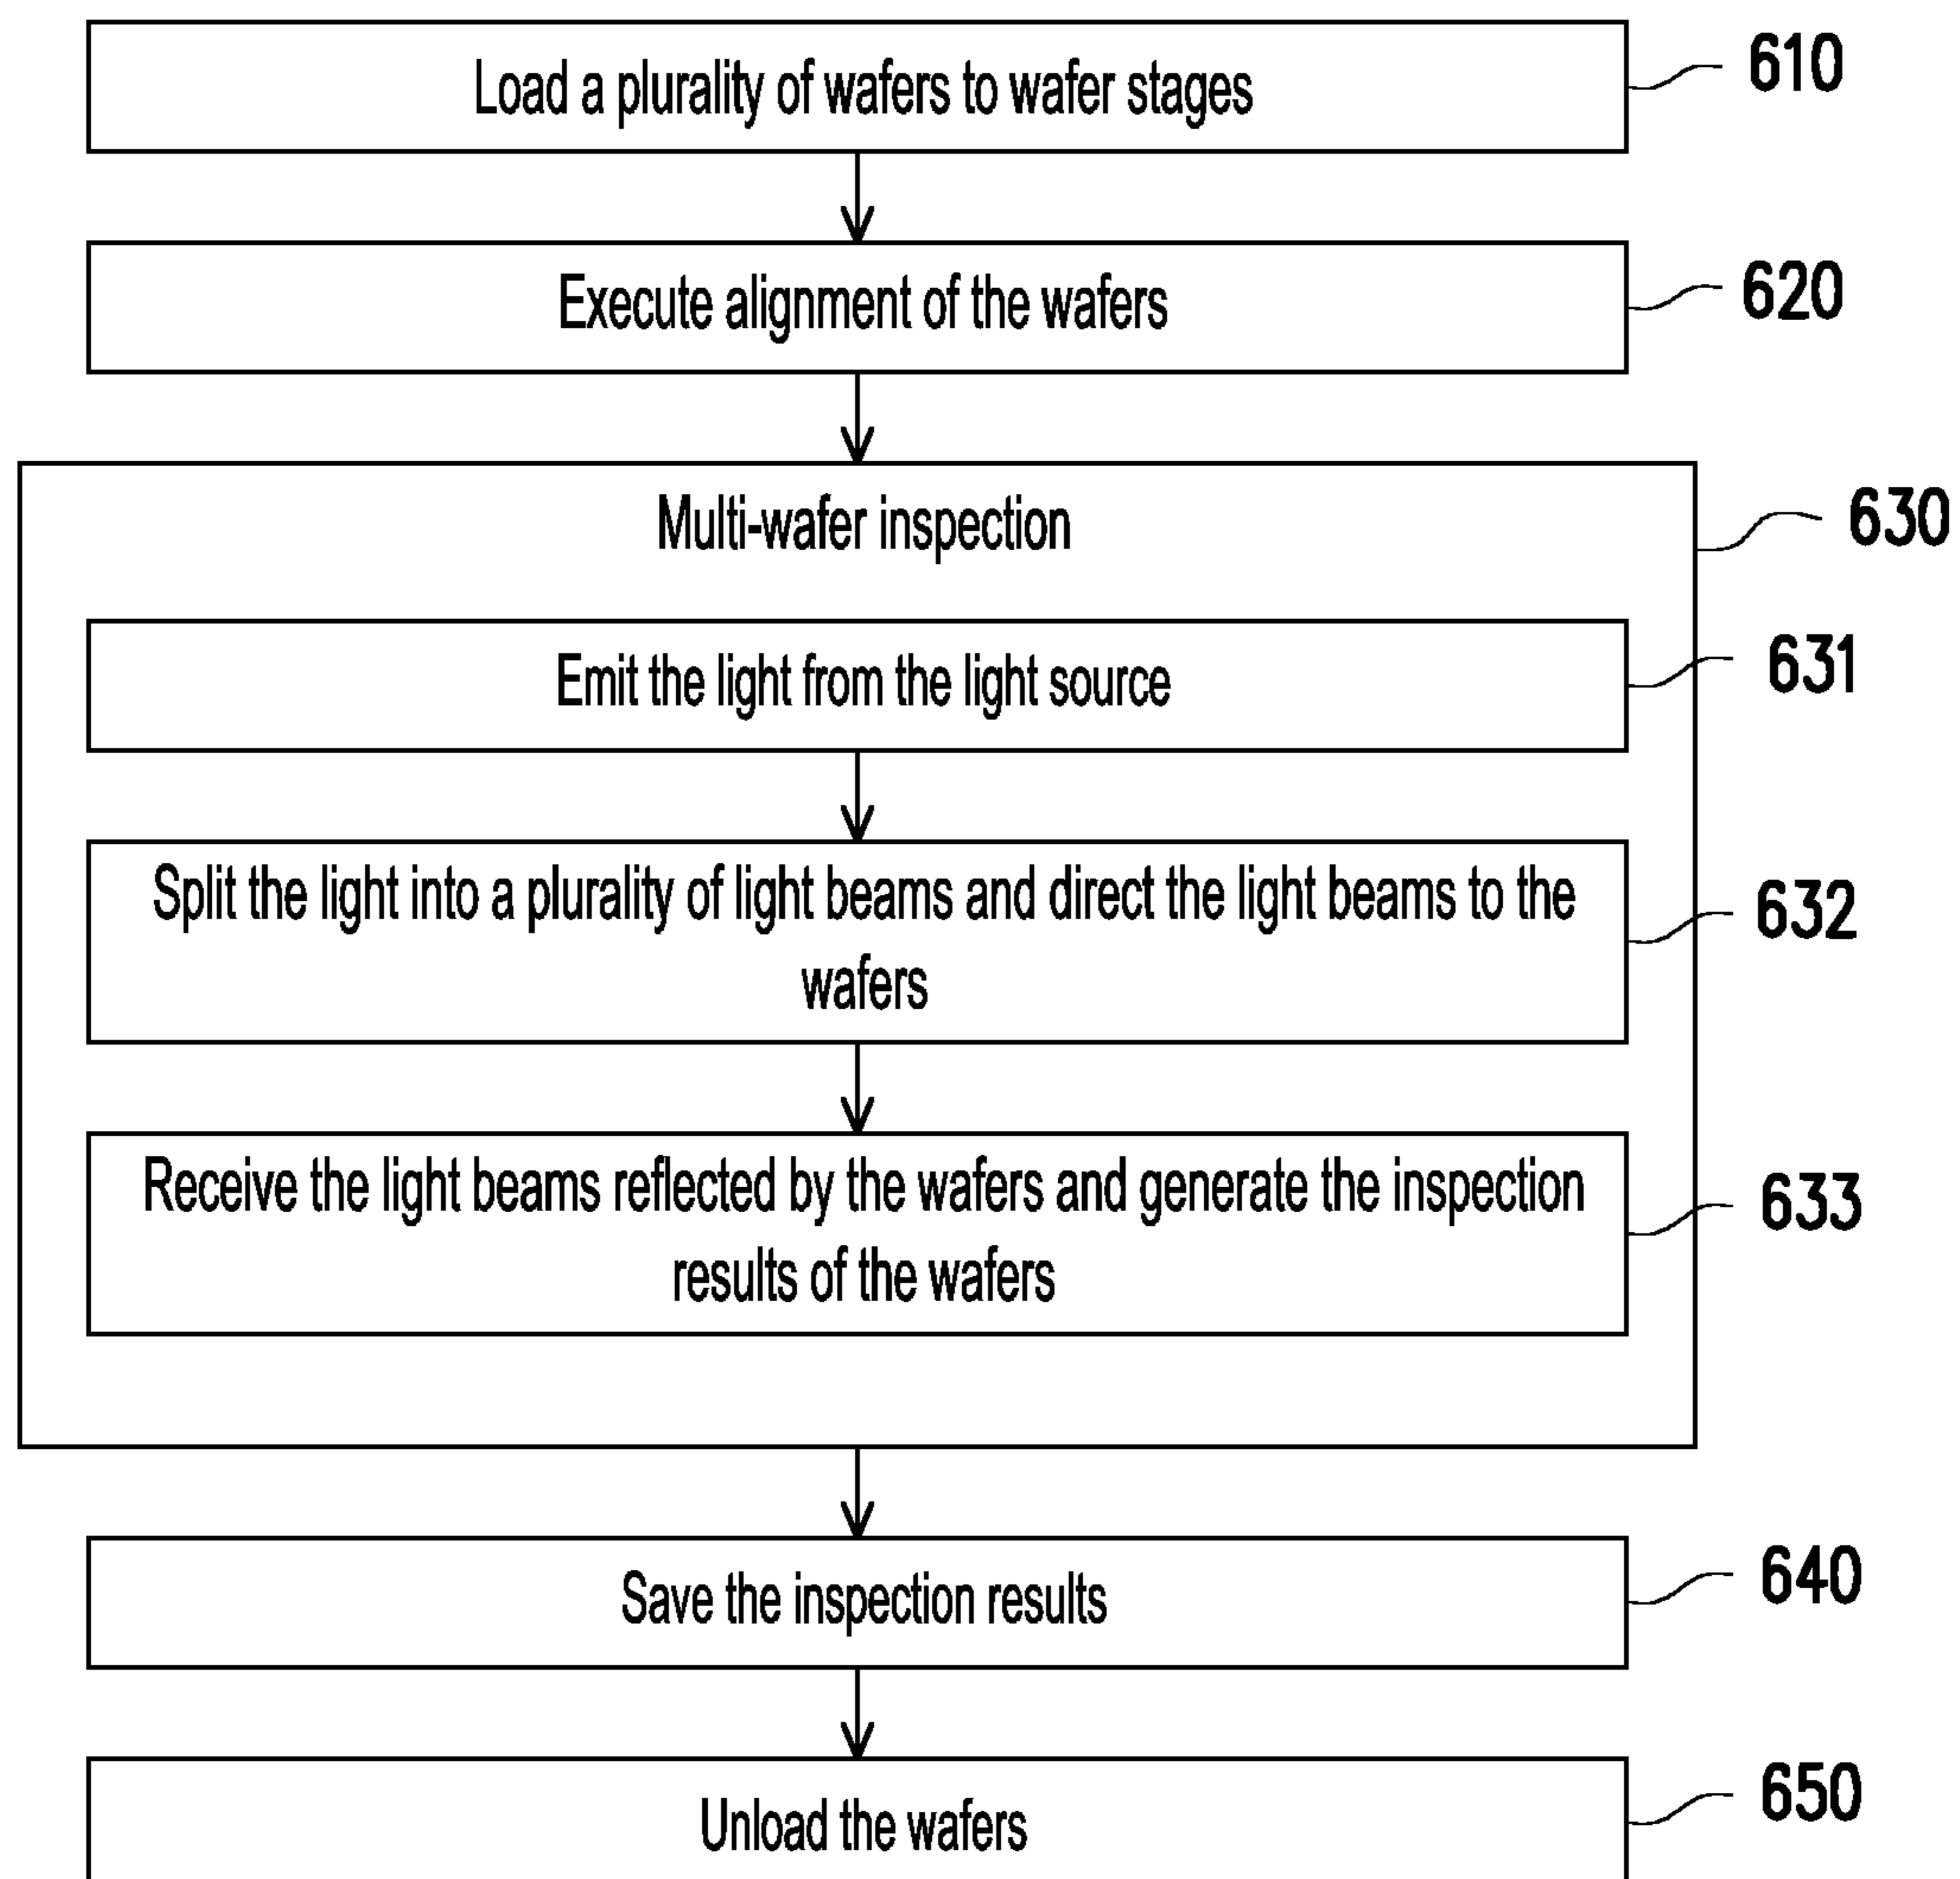 Load a plurality of wafers to wafer stages
610
Execute alignment of the wafers
620
Multi-wafer inspection
630
Emit the light from the light source
631
Split the light into a plurality of light beams and direct the light beams to the
wafers
632
Receive the light beams reflected by the wafers and generate the inspection
results of the wafers
633
Save the inspection results
640
Unload the wafers
650